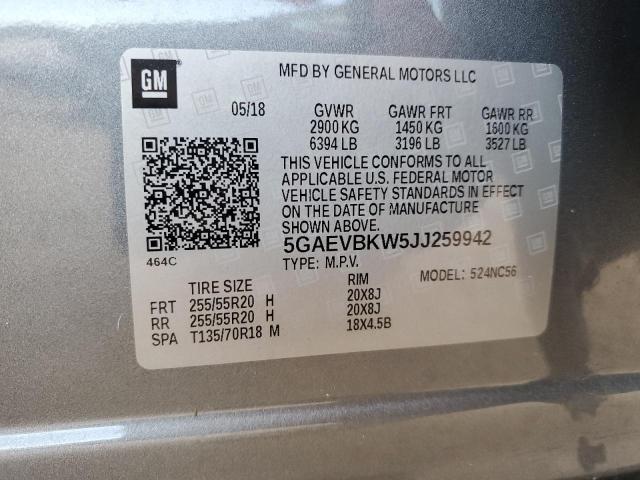 GM
MFD BY GENERAL MOTORS LLC
05/18 GVWR GAWR FRT GAWR RR
2900 KG 1450 KG 1600 KG
6394 LB 3196 LB 3527 LB
THIS VEHICLE CONFORMS TO ALL
APPLICABLE U.S. FEDERAL MOTOR
VEHICLE SAFETY STANDARDS IN EFFECT
ON THE DATE OF MANUFACTURE
SHOWN ABOVE.
5GAEVBKW5JJ259942
464C
TYPE: M.P.V. MODEL: 524NC56
TIRE SIZE RIM
FRT 255/55R20 H 20X8J
RR 255/55R20 H 20X8J
SPA T135/70R18 M 18X4.5B